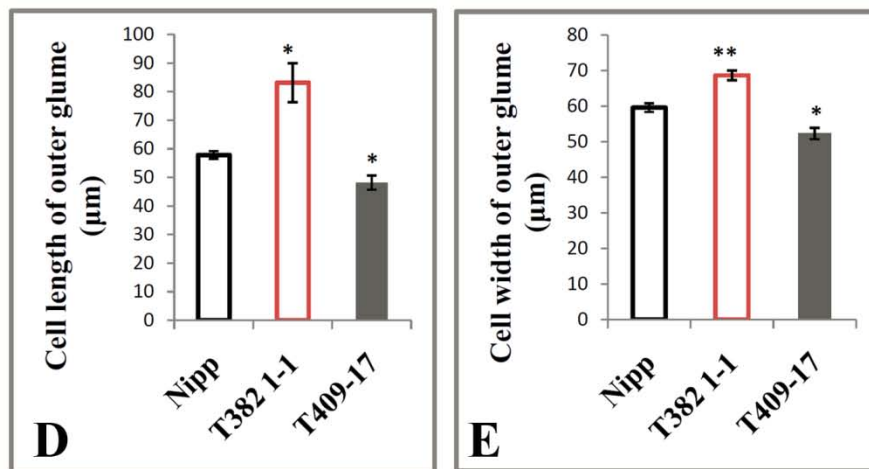 Cell length of outer glume
(μm)
100
90
80
70
60
50
40
30
20
10
0
*
*
Nipp
T382 1-1
T409-17
D
Cell width of outer glume
(μm)
80
70
60
50
40
30
20
10
0
**
*
Nipp
T382 1-1
T409-17
E